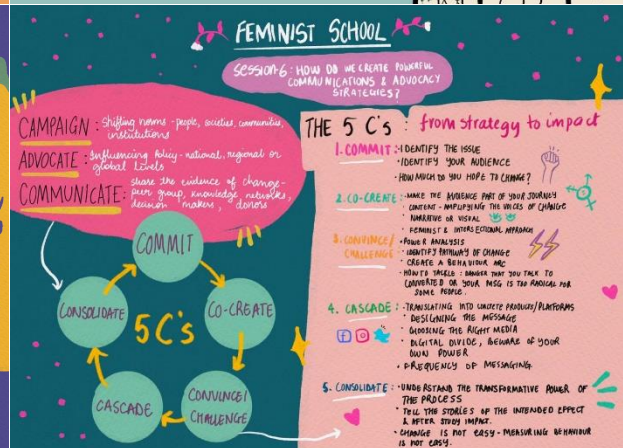 FEMINIST SCHOOL
SESSION 6: HOW DO WE CREATE POWERFUL
COMMUNICATIONS & ADVOCACY
STRATEGIES?
CAMPAIGN: Shifting norms - people, societies, communities,
institutions
ADVOCATE: Influencing Policy - national, regional or
global levels
COMMUNICATE: share the evidence of change -
peer group, knowledge, networks,
decision makers, donors
COMMIT
CO-CREATE
CONVINCE/
CHALLENGE
CASCADE
CONSOLIDATE
5 C's
THE 5 C's: from strategy to impact
1. COMMIT: · IDENTIFY THE ISSUE
· IDENTIFY YOUR AUDIENCE
· HOW MUCH DO YOU HOPE TO CHANGE?
2. CO-CREATE: · MAKE THE AUDIENCE PART OF YOUR JOURNEY
· CONTENT - AMPLIFYING THE VOICES OF CHANGE
NARRATIVE OR VISUAL
· FEMINIST & INTERSECTIONAL APPROACH
3. CONVINCE/
CHALLENGE
· POWER ANALYSIS
· IDENTIFY PATHWAY OF CHANGE
· CREATE A BEHAVIOUR ARC
· HOW TO TACKLE: DANGER THAT YOU TALK TO
CONVERTED OR YOUR MSG IS TOO RADICAL FOR
SOME PEOPLE.
4. CASCADE: · TRANSLATING INTO CONCRETE PRODUCTS/PLATFORMS
· DESIGNING THE MESSAGE
· CHOOSING THE RIGHT MEDIA
· DIGITAL DIVIDE, BEWARE OF YOUR
OWN POWER
· FREQUENCY OF MESSAGING
5. CONSOLIDATE: · UNDERSTAND THE TRANSFORMATIVE POWER OF
THE PROCESS
· TELL THE STORIES OF THE INTENDED EFFECT
& AFTER STUDY IMPACT.
· CHANGE IS NOT EASY - MEASURING BEHAVIOUR
IS NOT EASY.